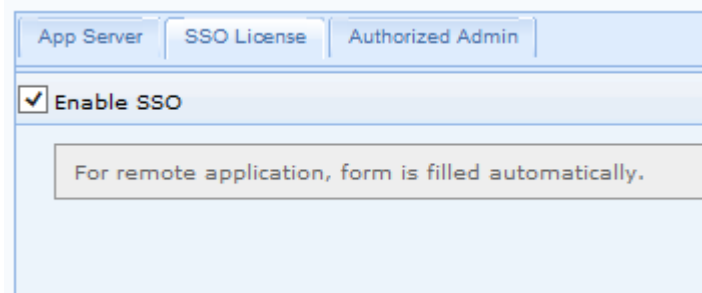 App Server SSO License Authorized Admin
Enable SSO
For remote application, form is filled automatically.